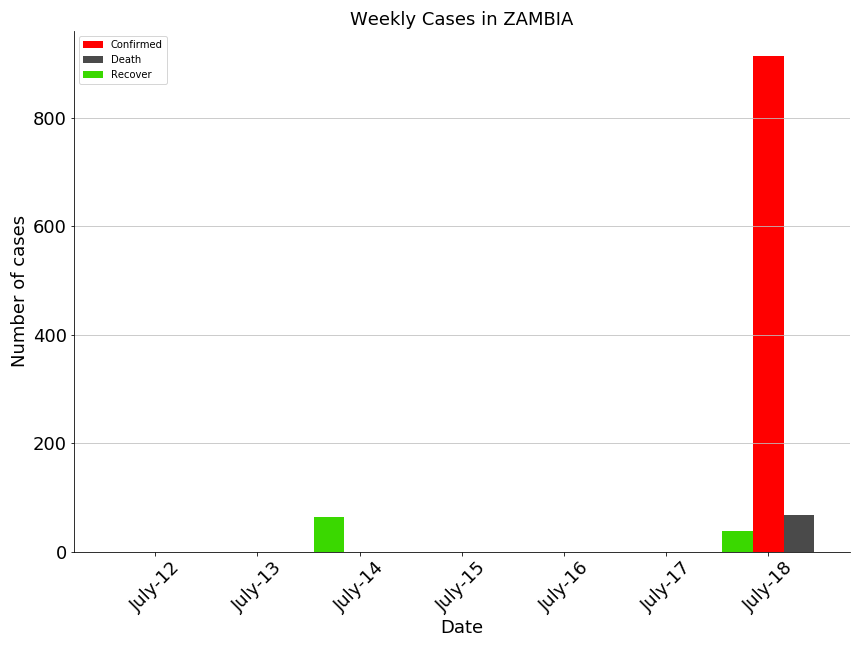 Weekly Cases in ZAMBIA
Confirmed
Death
Recover
Number of cases
800
600
400
200
0
July-12
July-13
July-14
July-15
July-16
July-17
July-18
Date